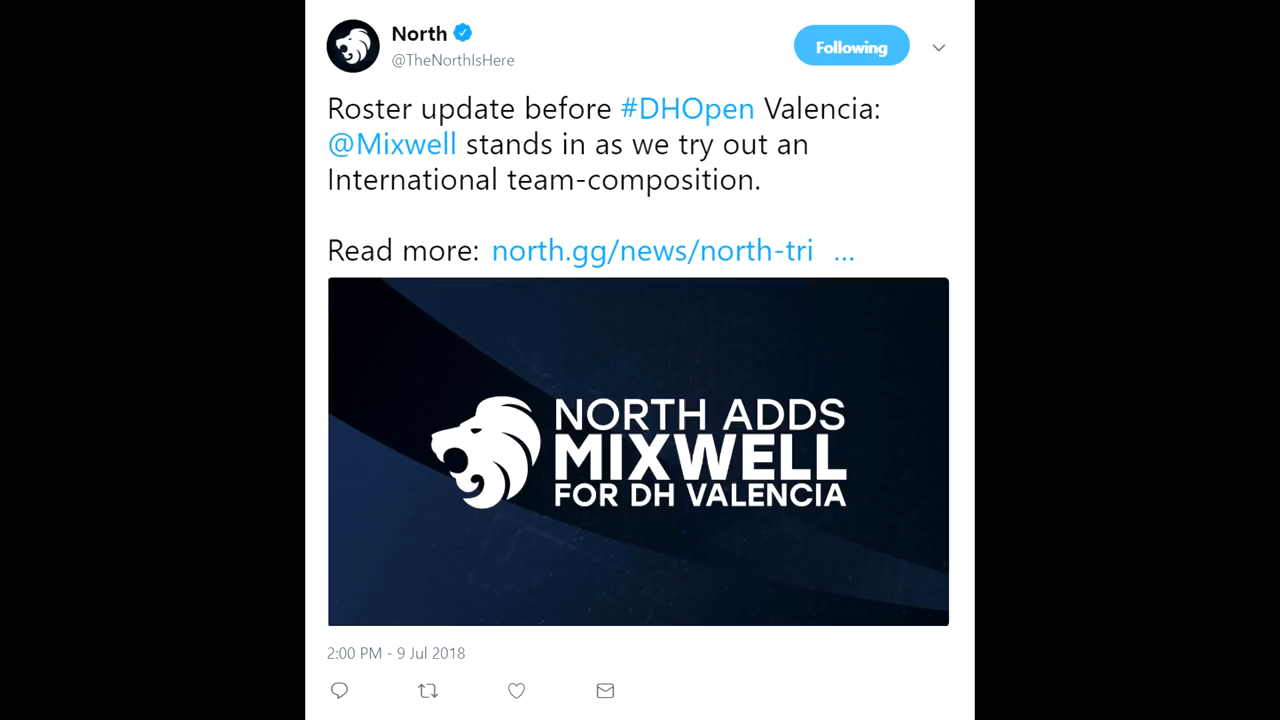 North
@TheNorthIsHere
Following
Roster update before #DHOpen Valencia:
@Mixwell stands in as we try out an
International team-composition.
Read more: north.gg/news/north-tri ...
NORTH ADDS
MIXWELL
FOR DH VALENCIA
2:00 PM - 9 Jul 2018